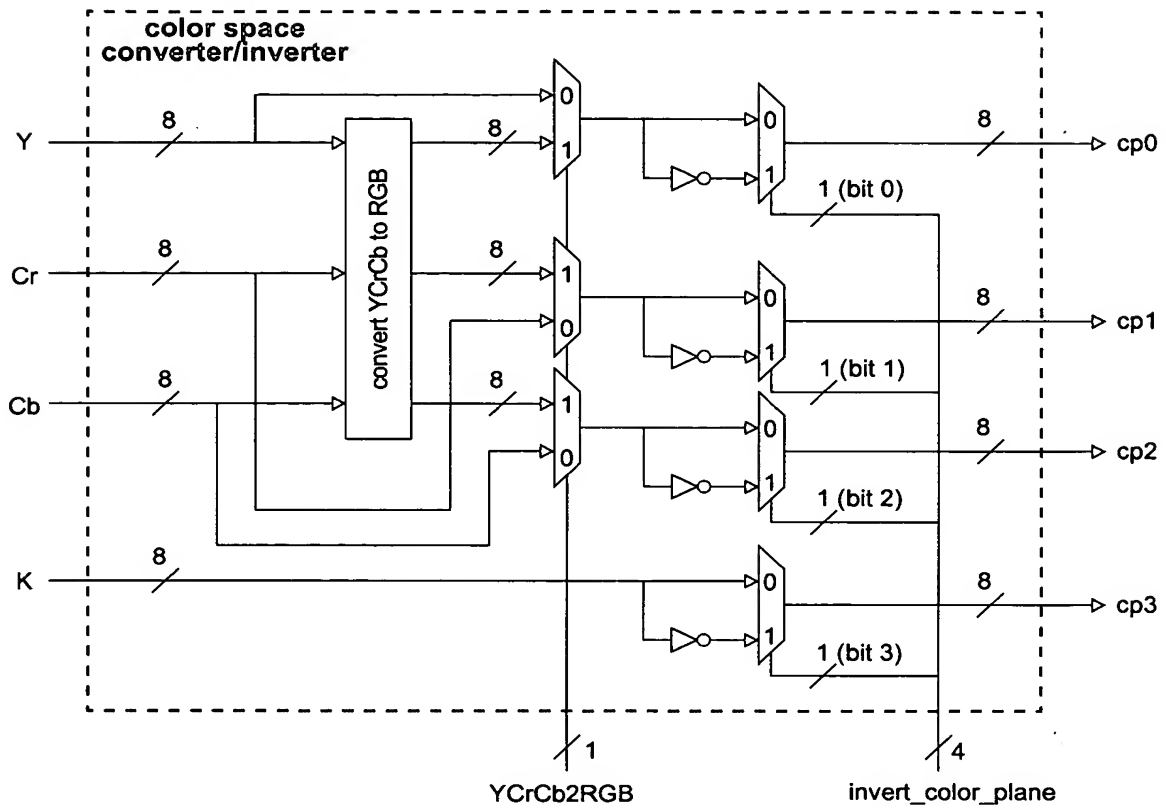 color space
converter/inverter
0
Y
8
8
1
0
8
cp0
1
1 (bit 0)
convert YCrCb to RGB
Cr
8
8
1
0
0
8
cp1
1
1 (bit 1)
Cb
8
8
1
0
0
8
cp2
1
1 (bit 2)
K
8
0
8
cp3
1
1 (bit 3)
1
4
YCrCb2RGB
invert_color_plane